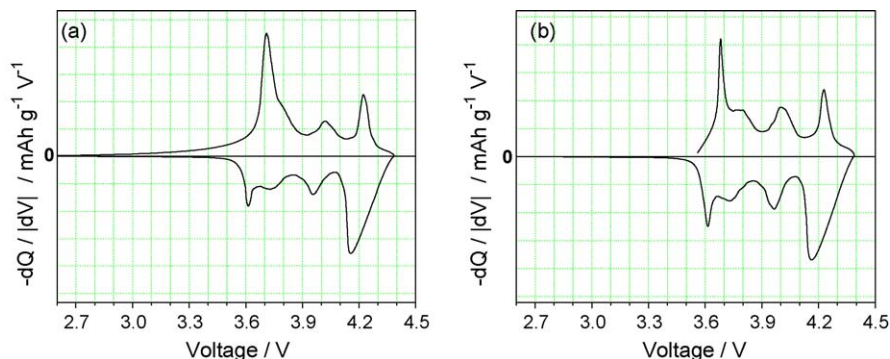 (a)
-dQ / |dV| / mAh g⁻¹ V⁻¹
0
2.7 3.0 3.3 3.6 3.9 4.2 4.5
Voltage / V
(b)
-dQ / |dV| / mAh g⁻¹ V⁻¹
0
2.7 3.0 3.3 3.6 3.9 4.2 4.5
Voltage / V